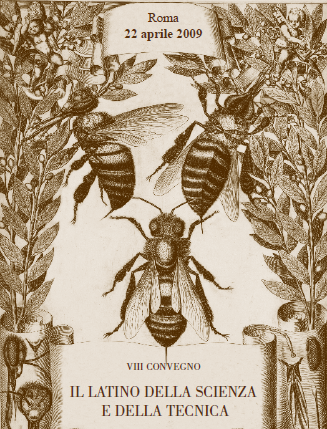 Roma
22 aprile 2009
VIII CONVEGNO
IL LATINO DELLA SCIENZA
E DELLA TECNICA